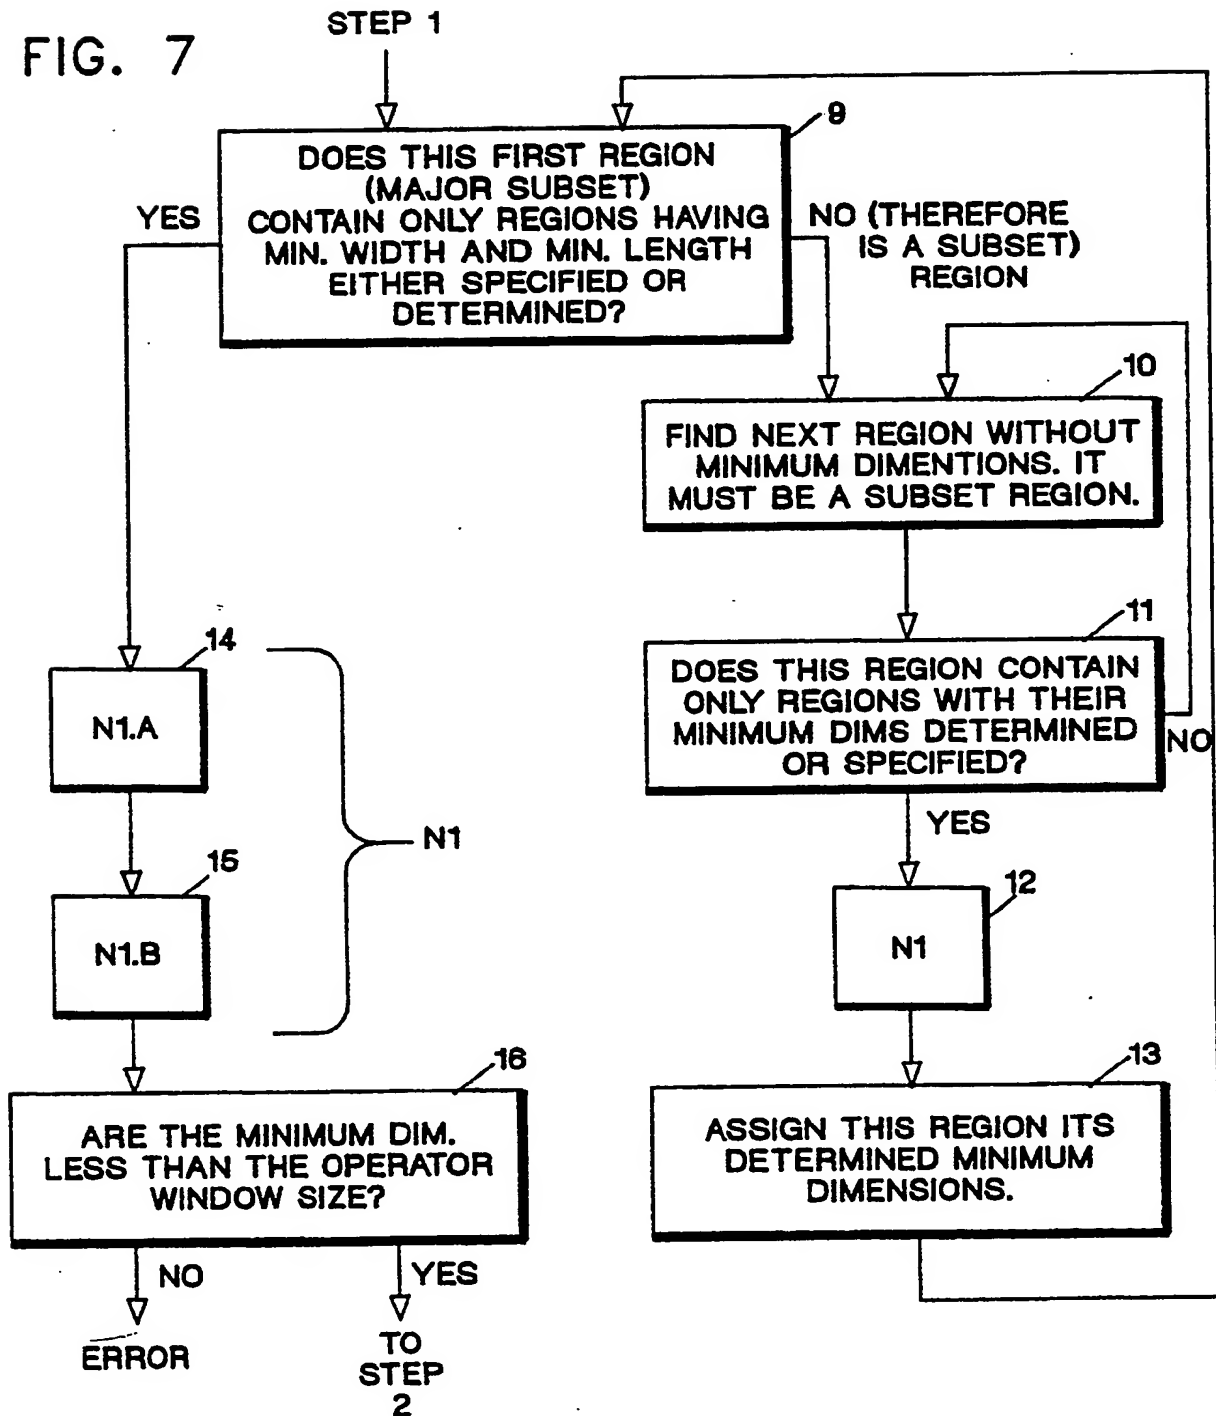 FIG. 7
STEP 1
9
DOES THIS FIRST REGION
(MAJOR SUBSET)
CONTAIN ONLY REGIONS HAVING
MIN. WIDTH AND MIN. LENGTH
EITHER SPECIFIED OR
DETERMINED?
YES
NO (THEREFORE
IS A SUBSET)
REGION
10
FIND NEXT REGION WITHOUT
MINIMUM DIMENTIONS. IT
MUST BE A SUBSET REGION.
11
DOES THIS REGION CONTAIN
ONLY REGIONS WITH THEIR
MINIMUM DIMS DETERMINED
OR SPECIFIED?
NO
YES
12
N1
13
ASSIGN THIS REGION ITS
DETERMINED MINIMUM
DIMENSIONS.
14
N1.A
15
N1.B
N1
16
ARE THE MINIMUM DIM.
LESS THAN THE OPERATOR
WINDOW SIZE?
NO
YES
ERROR
TO
STEP
2